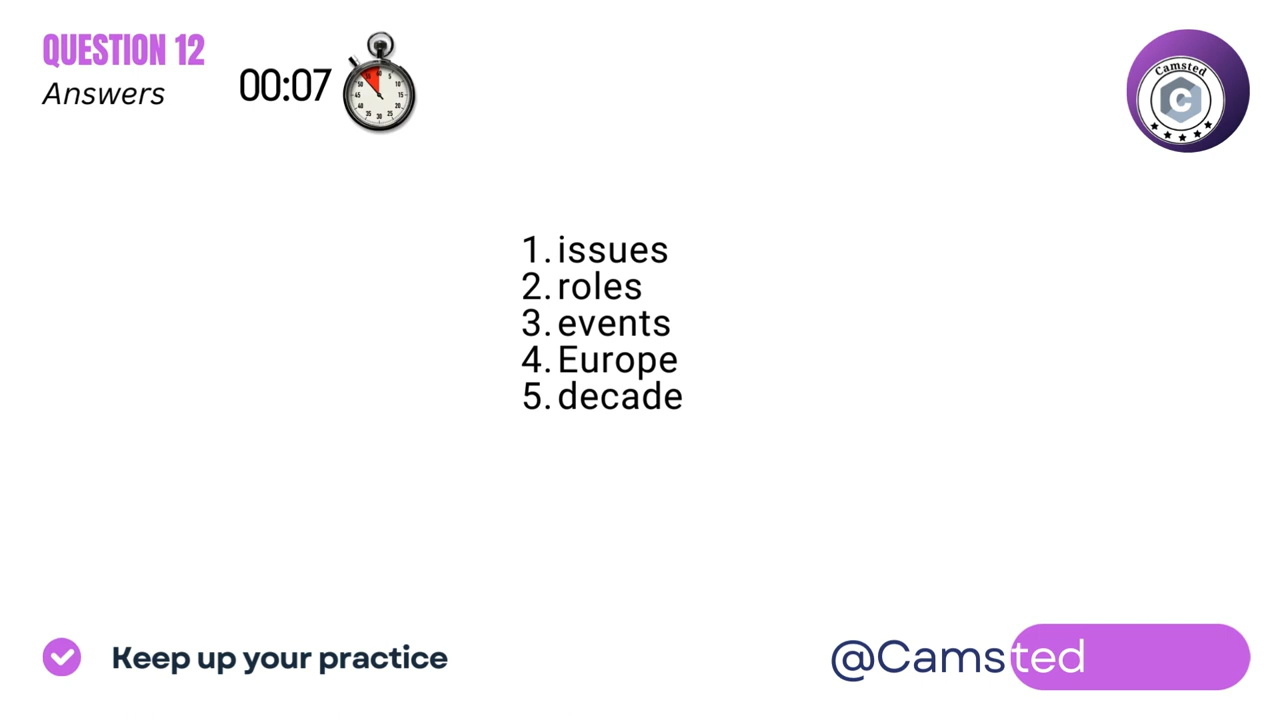 QUESTION 12
Answers
00:07
Camsted
C
1. issues
2. roles
3. events
4. Europe
5. decade
Keep up your practice
@Camsted